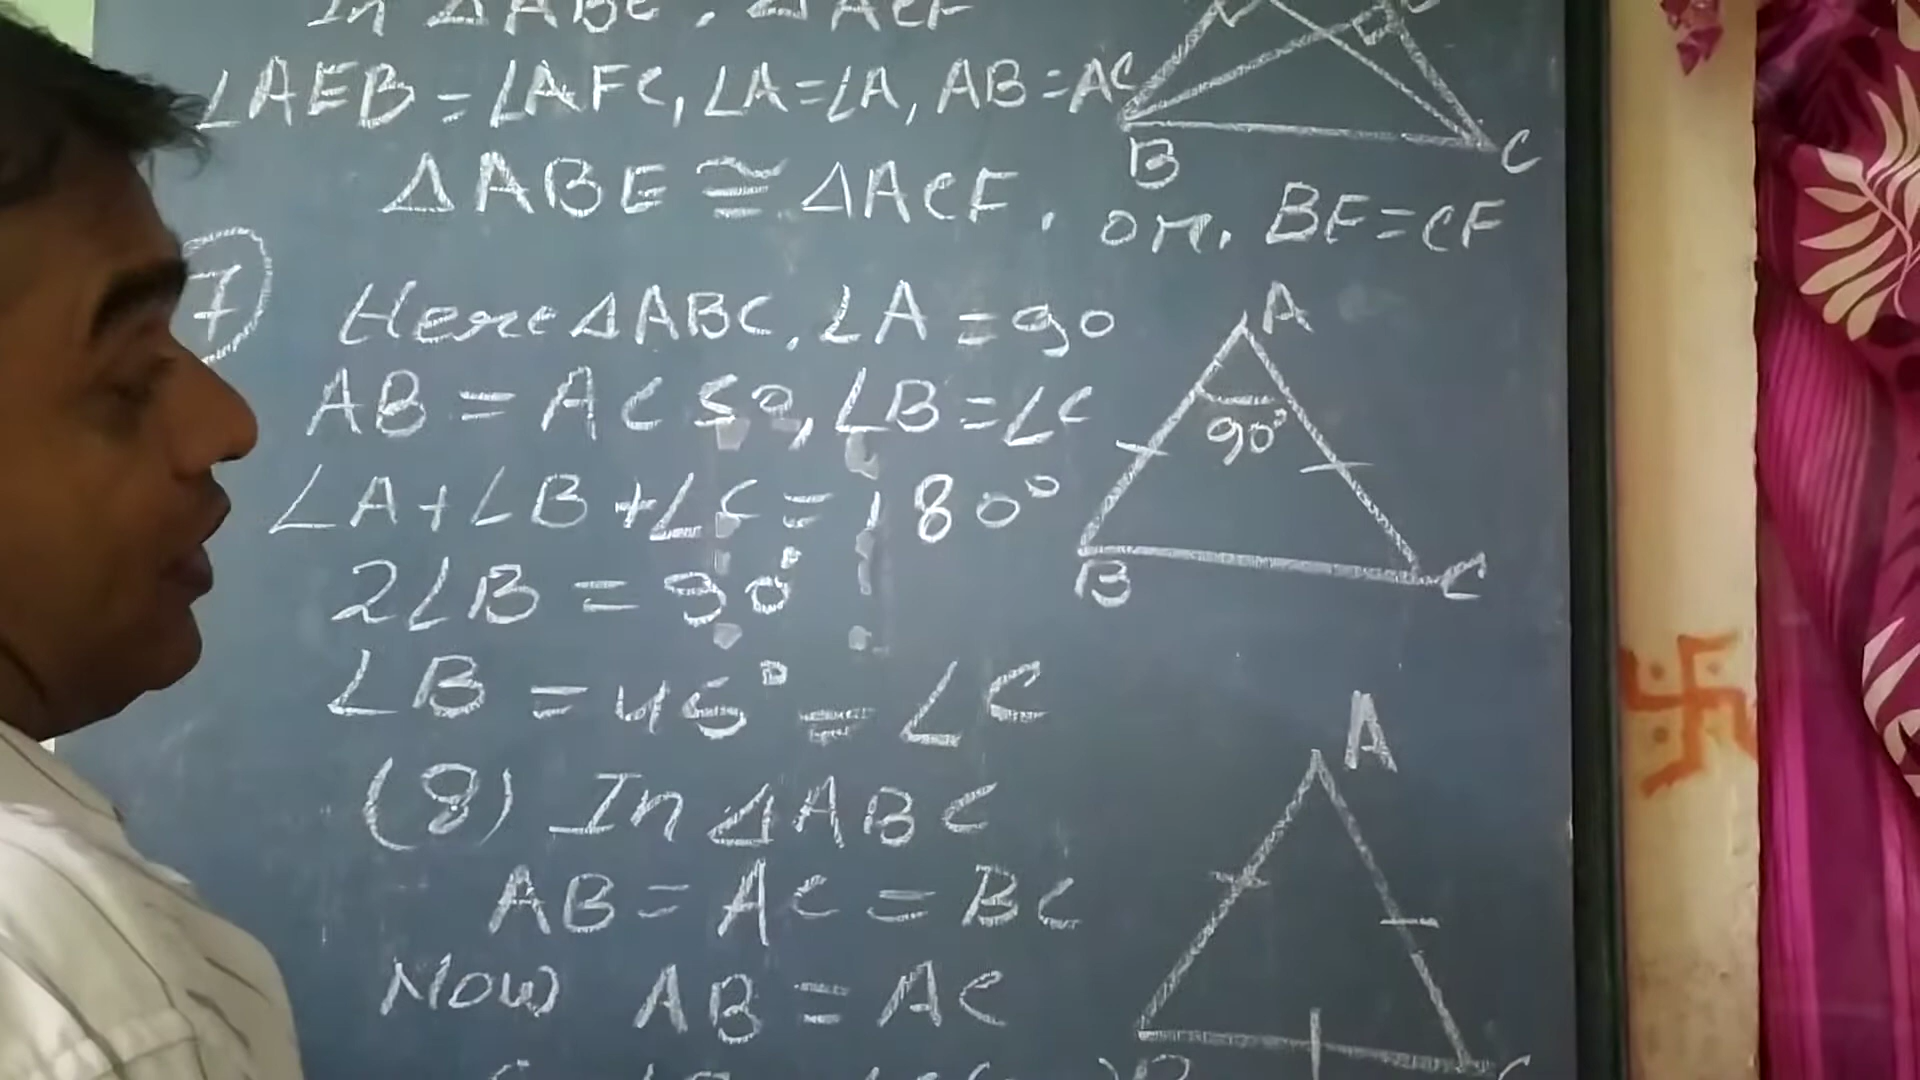 In △ABE, △ACF
∠AEB = ∠AFC, ∠A=∠A, AB=AC
B
C
△ABE ≅ △ACF. or. BE=CF
7 Here △ABC, ∠A = 90
A
AB = AC So, ∠B = ∠C
90°
∠A+∠B+∠C = 180°
B
C
2∠B = 90°
∠B = 45° = ∠C
A
(8) In △ABC
AB = AC = BC
Now AB = AC